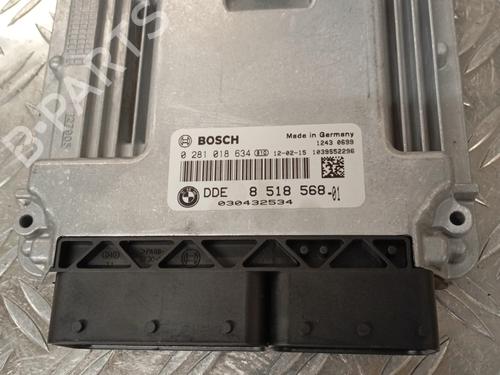 B-PARTS
BOSCH
Made in Germany
1243 0699
0 281 018 634 12-02-15 1039552296
DDE 8 518 568-01
030432534